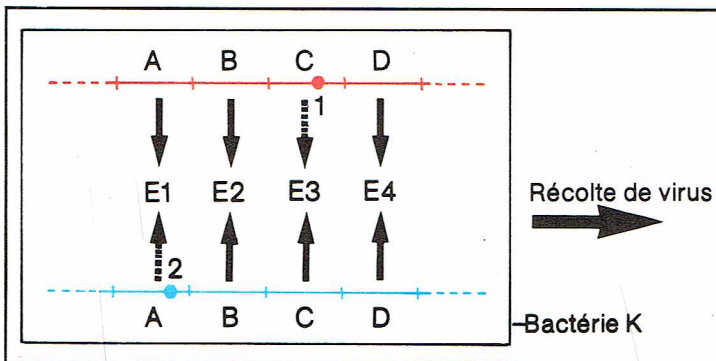 A B C D
1
E1 E2 E3 E4
Récolte de virus
2
A B C D
Bactérie K